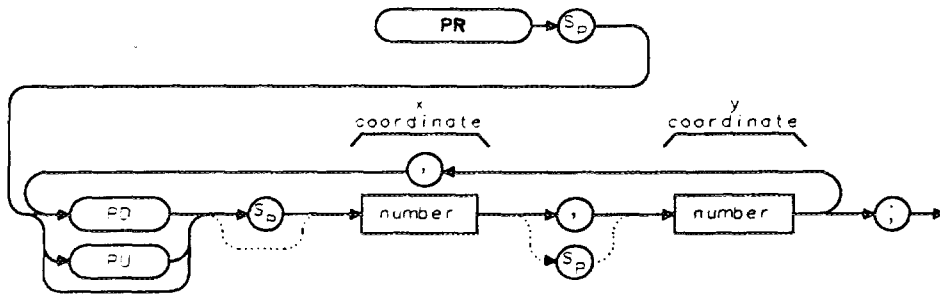 PR SP
x
coordinate
y
coordinate
,
PD SP number , number ;
PU SP